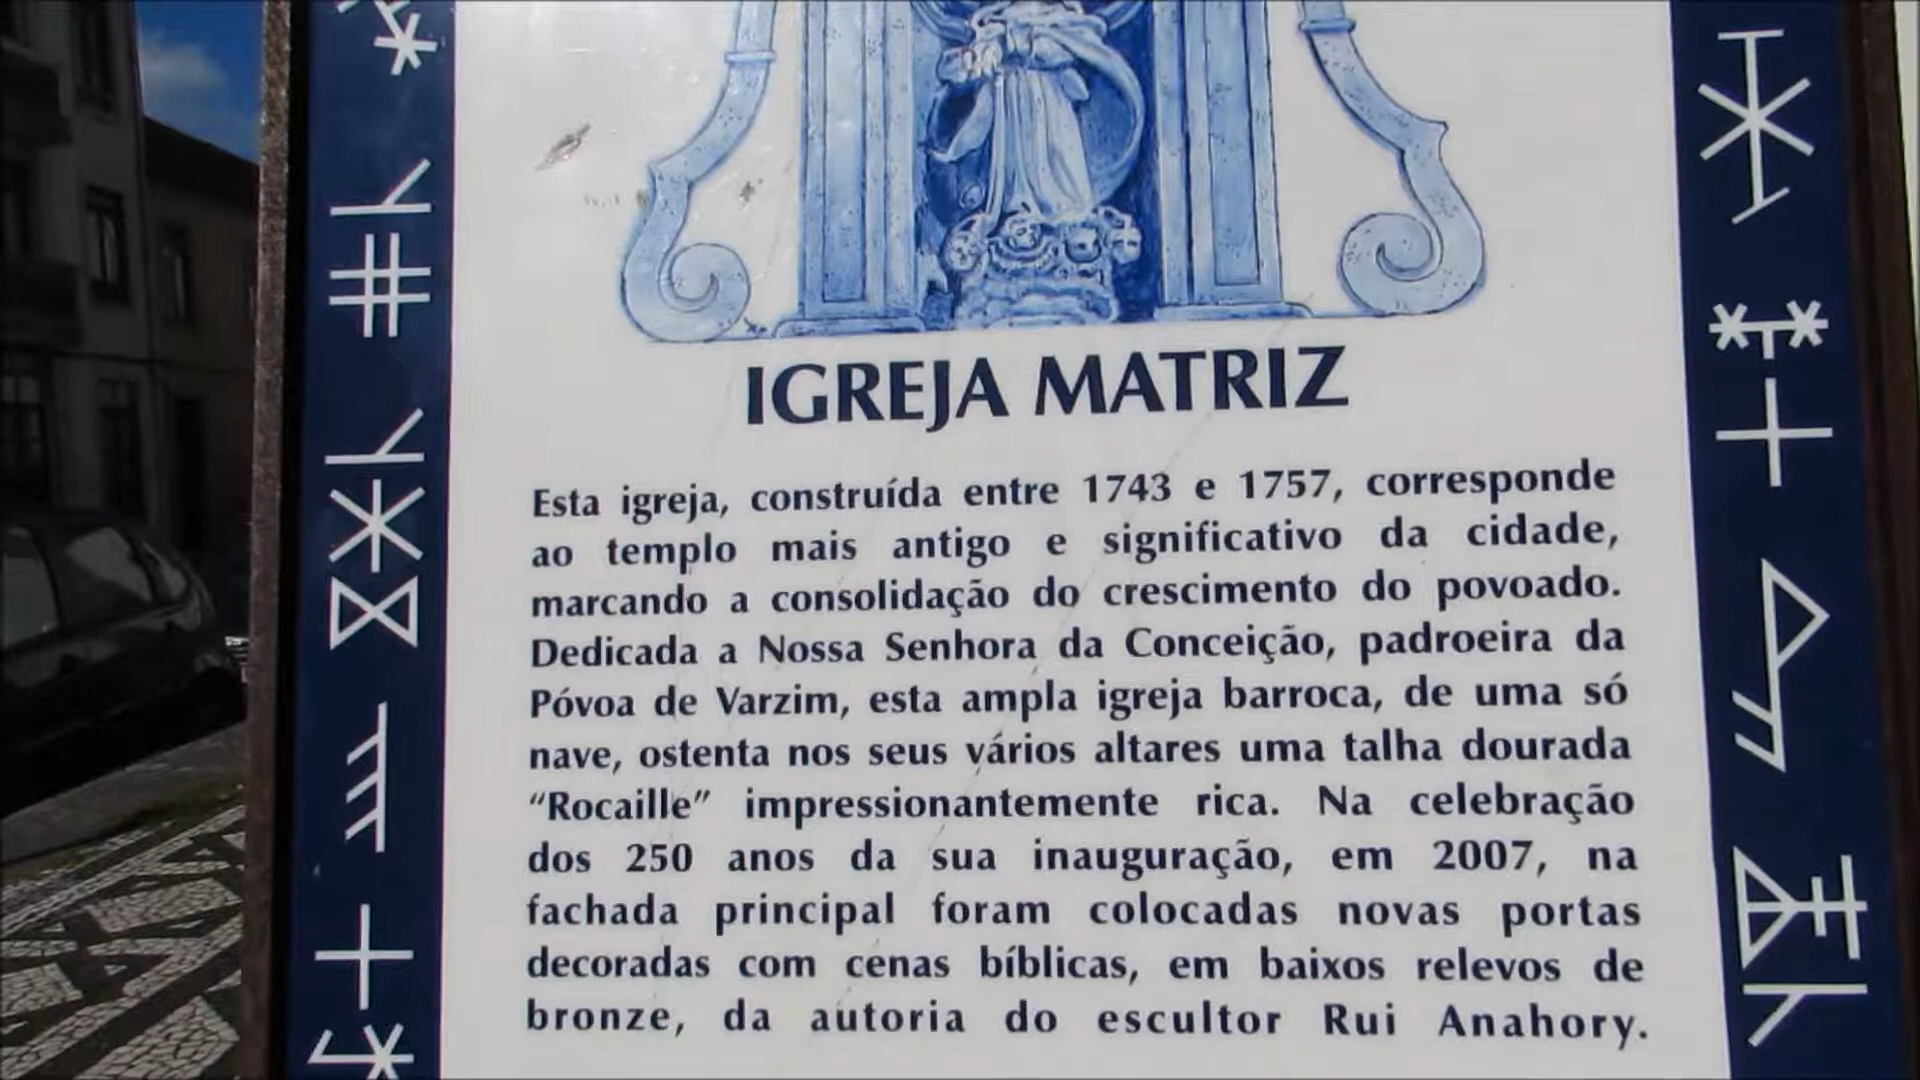 IGREJA MATRIZ
Esta igreja, construída entre 1743 e 1757, corresponde
ao templo mais antigo e significativo da cidade,
marcando a consolidação do crescimento do povoado.
Dedicada a Nossa Senhora da Conceição, padroeira da
Póvoa de Varzim, esta ampla igreja barroca, de uma só
nave, ostenta nos seus vários altares uma talha dourada
“Rocaille” impressionantemente rica. Na celebração
dos 250 anos da sua inauguração, em 2007, na
fachada principal foram colocadas novas portas
decoradas com cenas bíblicas, em baixos relevos de
bronze, da autoria do escultor Rui Anahory.